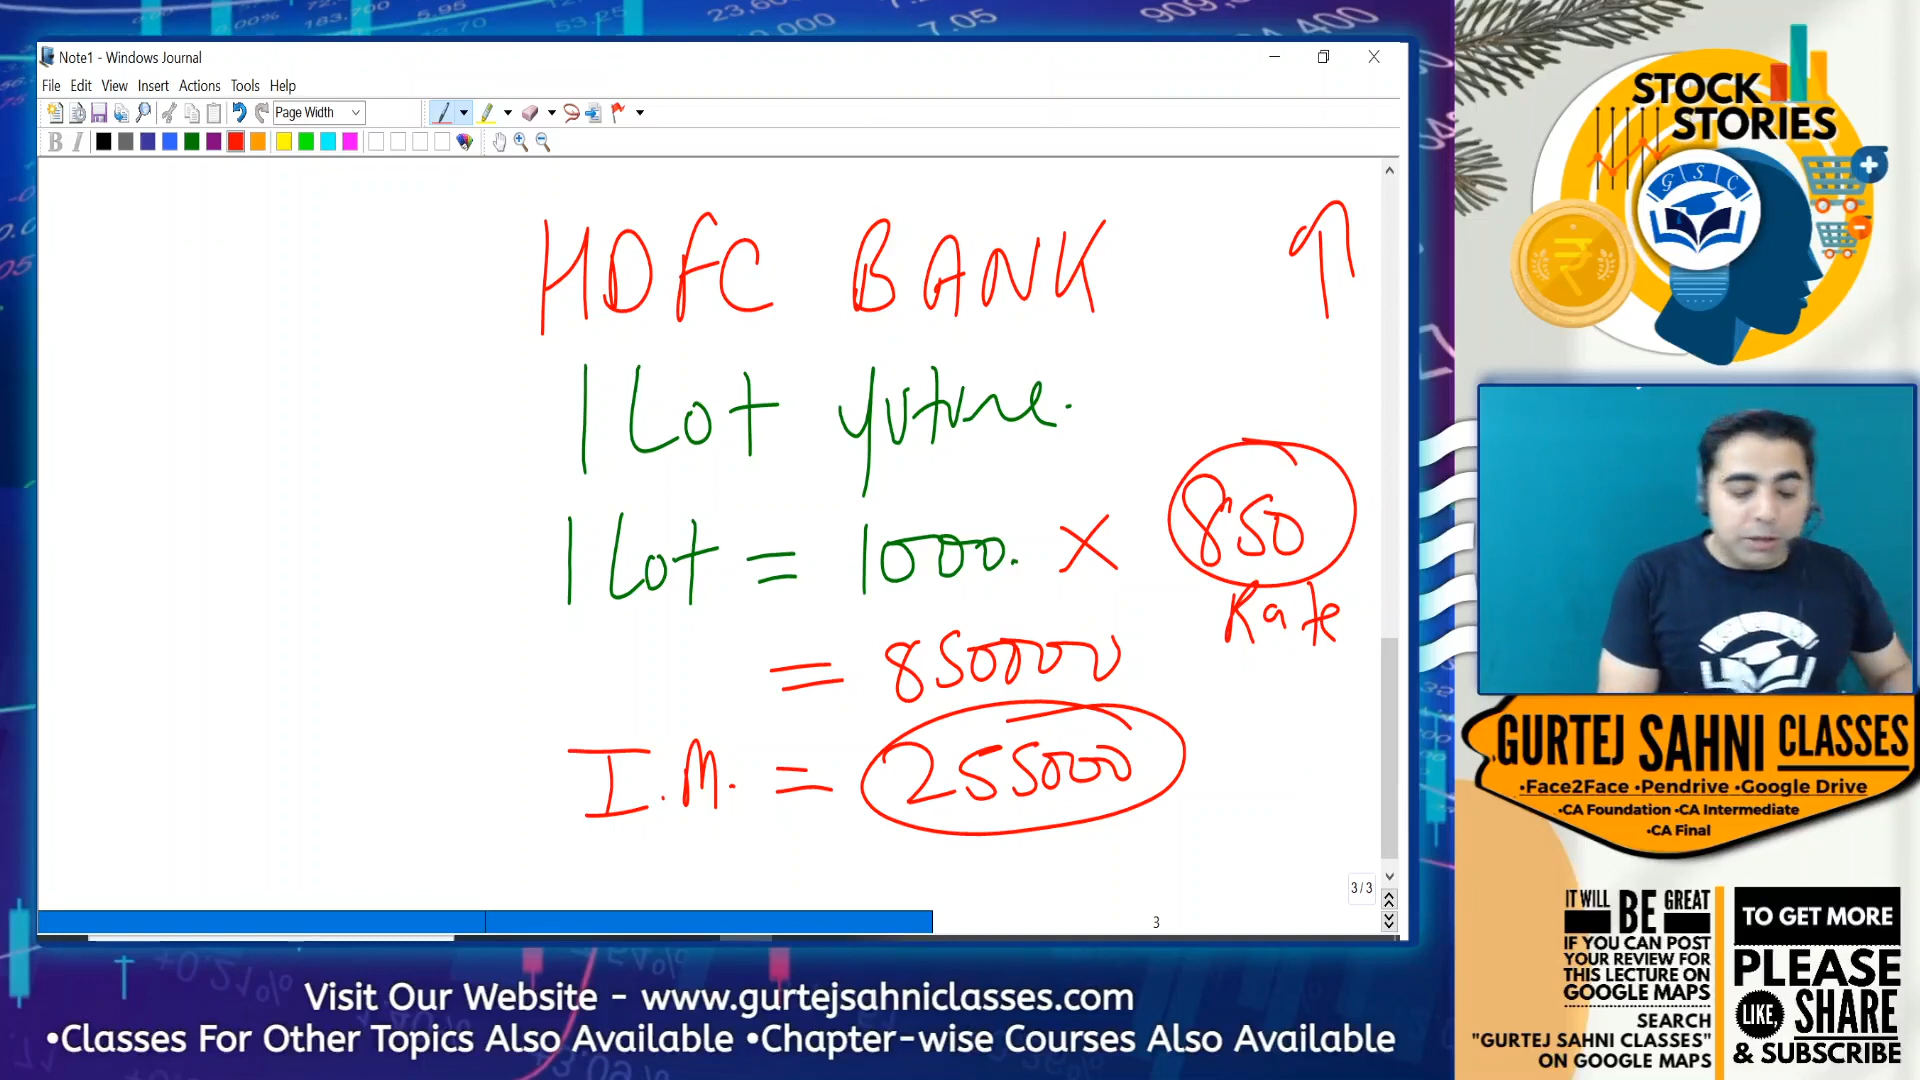 Note1 - Windows Journal
File Edit View Insert Actions Tools Help
Page Width
B I
HDFC BANK
1 Lot future.
1 Lot = 1000. × 850
Rate
= 850000
I.M. = 255000
3 / 3
3
STOCK
STORIES
G S C
GURTEJ SAHNI CLASSES
•Face2Face •Pendrive •Google Drive
•CA Foundation •CA Intermediate
•CA Final
IT WILL BE GREAT
IF YOU CAN POST
YOUR REVIEW FOR
THIS LECTURE ON
GOOGLE MAPS
SEARCH
"GURTEJ SAHNI CLASSES"
ON GOOGLE MAPS
TO GET MORE
PLEASE
LIKE, SHARE
& SUBSCRIBE
Visit Our Website - www.gurtejsahniclasses.com
•Classes For Other Topics Also Available •Chapter-wise Courses Also Available